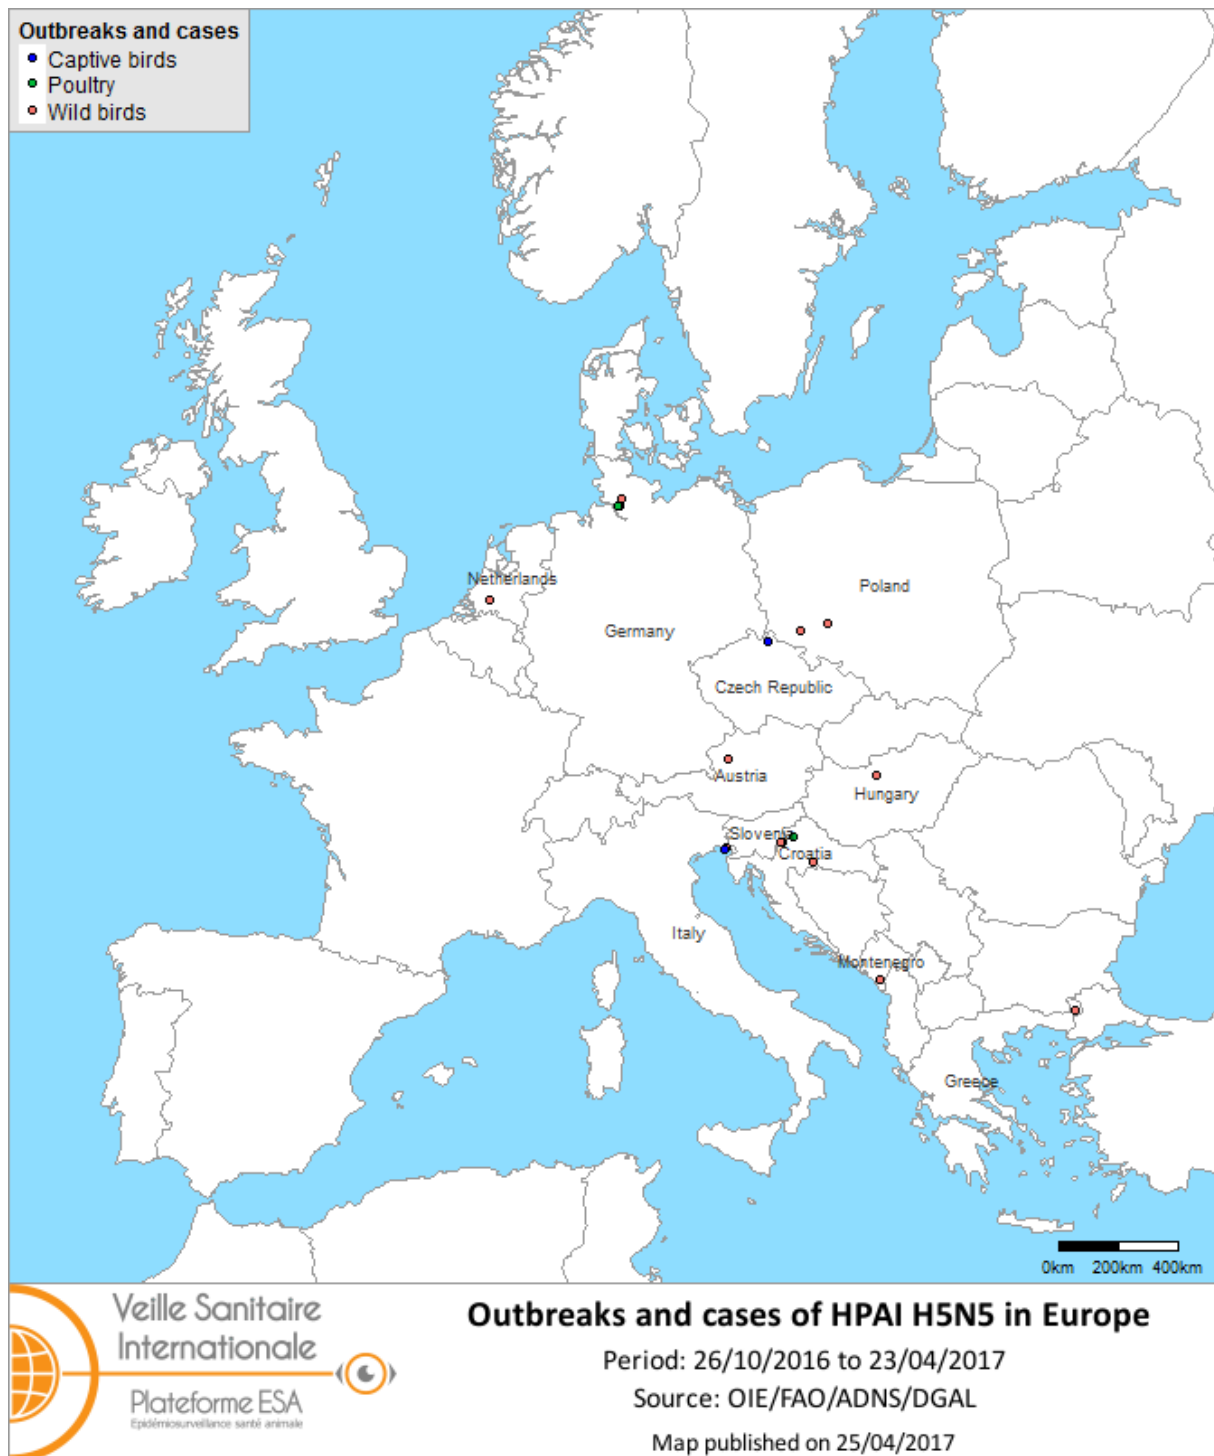 Outbreaks and cases
Captive birds
Poultry
Wild birds
Netherlands
Poland
Germany
Czech Republic
Austria
Hungary
Slovenia
Croatia
Italy
Montenegro
Greece
0km 200km 400km
Veille Sanitaire
Internationale
Plateforme ESA
Epidémiosurveillance santé animale
Outbreaks and cases of HPAI H5N5 in Europe
Period: 26/10/2016 to 23/04/2017
Source: OIE/FAO/ADNS/DGAL
Map published on 25/04/2017